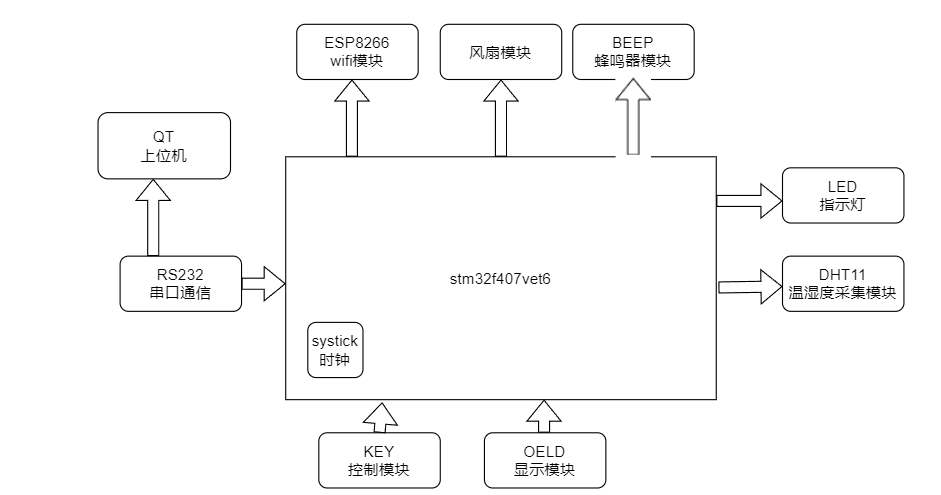 ESP8266
wifi模块
风扇模块
BEEP
蜂鸣器模块
QT
上位机
LED
指示灯
RS232
串口通信
stm32f407vet6
DHT11
温湿度采集模块
systick
时钟
KEY
控制模块
OELD
显示模块